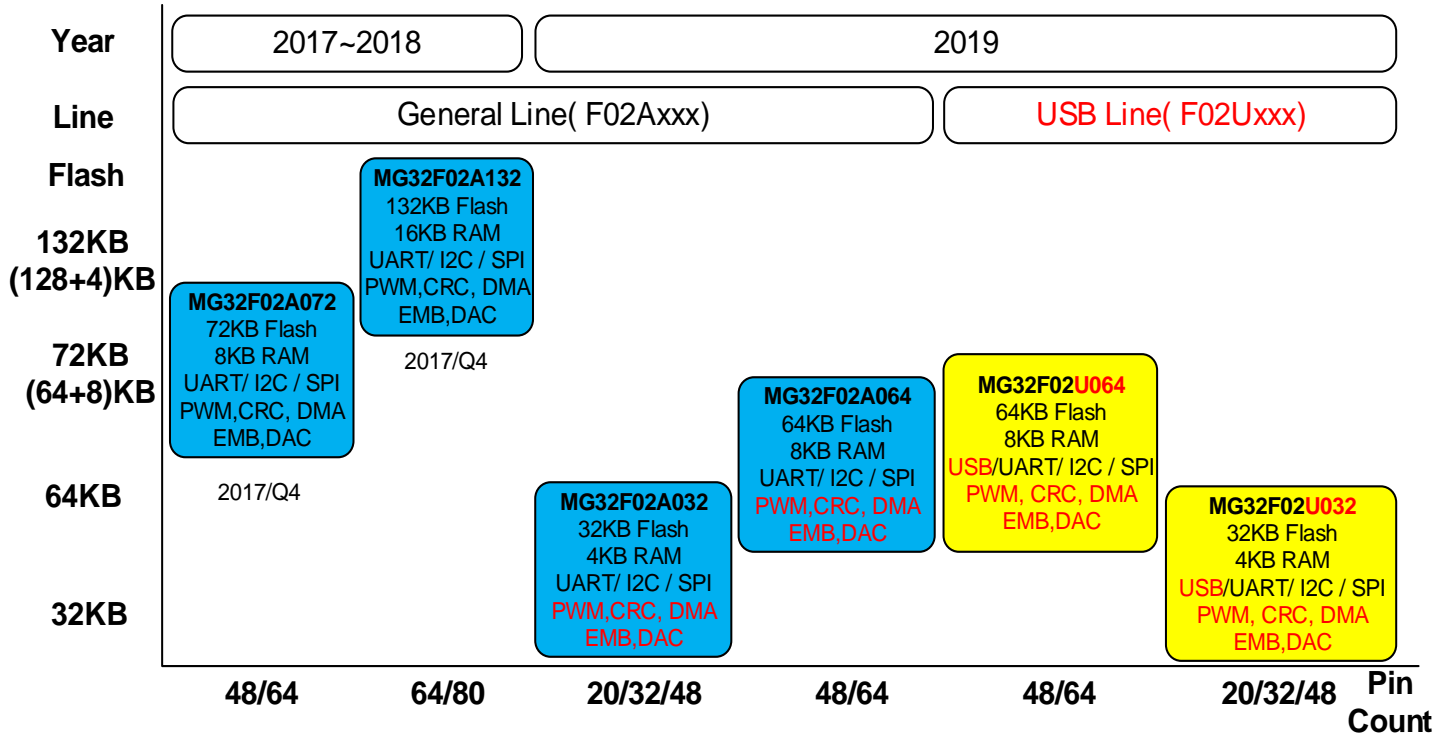 Year
2017~2018
2019
Line
General Line( F02Axxx)
USB Line( F02Uxxx)
Flash
132KB
(128+4)KB
72KB
(64+8)KB
64KB
32KB
MG32F02A072
72KB Flash
8KB RAM
UART/ I2C / SPI
PWM,CRC, DMA
EMB,DAC
2017/Q4
MG32F02A132
132KB Flash
16KB RAM
UART/ I2C / SPI
PWM,CRC, DMA
EMB,DAC
2017/Q4
MG32F02A032
32KB Flash
4KB RAM
UART/ I2C / SPI
PWM,CRC, DMA
EMB,DAC
MG32F02A064
64KB Flash
8KB RAM
UART/ I2C / SPI
PWM,CRC, DMA
EMB,DAC
MG32F02U064
64KB Flash
8KB RAM
USB/UART/ I2C / SPI
PWM, CRC, DMA
EMB,DAC
MG32F02U032
32KB Flash
4KB RAM
USB/UART/ I2C / SPI
PWM, CRC, DMA
EMB,DAC
48/64
64/80
20/32/48
48/64
48/64
20/32/48
Pin
Count